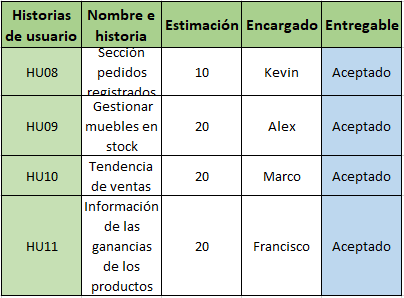 Historias de usuario | Nombre e historia | Estimación | Encargado | Entregable
HU08 | Sección pedidos registrados | 10 | Kevin | Aceptado
HU09 | Gestionar muebles en stock | 20 | Alex | Aceptado
HU10 | Tendencia de ventas | 20 | Marco | Aceptado
HU11 | Información de las ganancias de los productos | 20 | Francisco | Aceptado